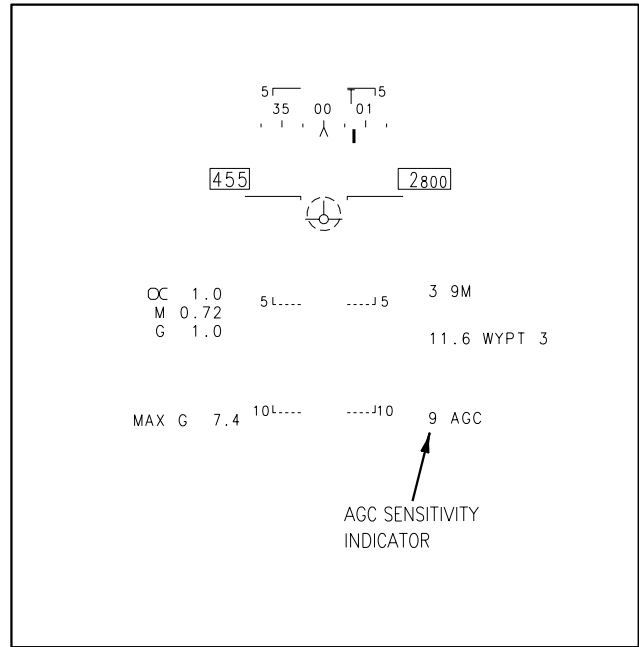 5 5
35 00 01
455 2800
α 1.0
M 0.72
G 1.0
5 5
3 9M
11.6 WYPT 3
MAX G 7.4
10 10
9 AGC
AGC SENSITIVITY
INDICATOR